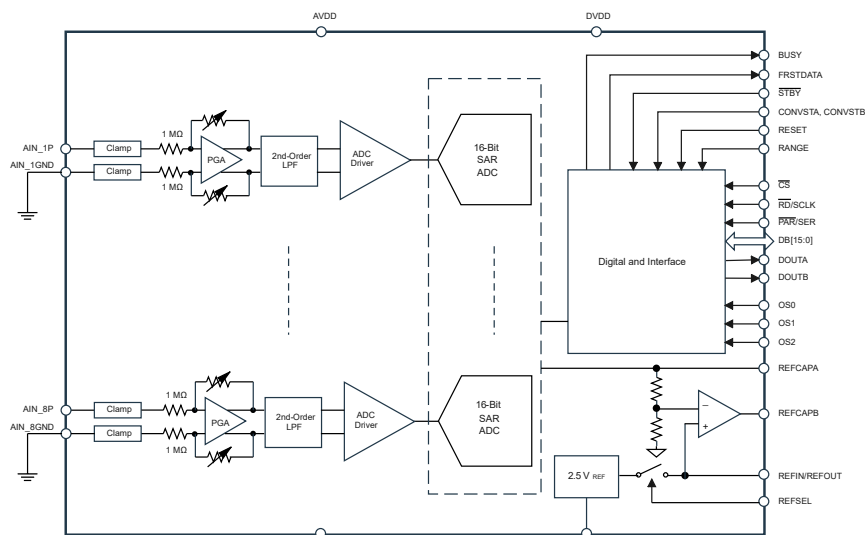 AVDD
DVDD
BUSY
FRSTDATA
STBY
CONVSTA, CONVSTB
RESET
RANGE
1 MΩ
AIN_1P
Clamp
PGA
2nd-Order
LPF
ADC
Driver
16-Bit
SAR
ADC
AIN_1GND
Clamp
1 MΩ
CS
RD/SCLK
PAR/SER
DB[15:0]
Digital and Interface
DOUTA
DOUTB
OS0
OS1
OS2
REFCAPA
1 MΩ
AIN_8P
Clamp
PGA
2nd-Order
LPF
ADC
Driver
16-Bit
SAR
ADC
AIN_8GND
Clamp
1 MΩ
–
+
REFCAPB
2.5 V REF
REFIN/REFOUT
REFSEL